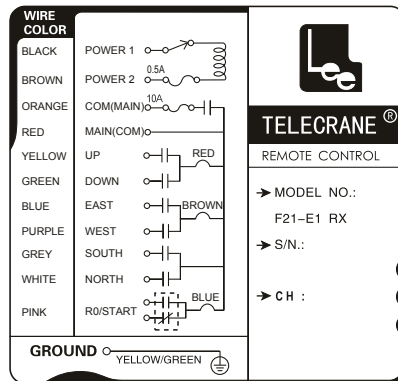 WIRE
COLOR
BLACK POWER 1
BROWN POWER 2 0.5A
ORANGE COM(MAIN) 10A
RED MAIN(COM)
YELLOW UP RED
GREEN DOWN
BLUE EAST BROWN
PURPLE WEST
GREY SOUTH
WHITE NORTH
PINK R0/START BLUE
GROUND YELLOW/GREEN
Lee
TELECRANE ®
REMOTE CONTROL
MODEL NO.:
F21-E1 RX
S/N.:
CH :